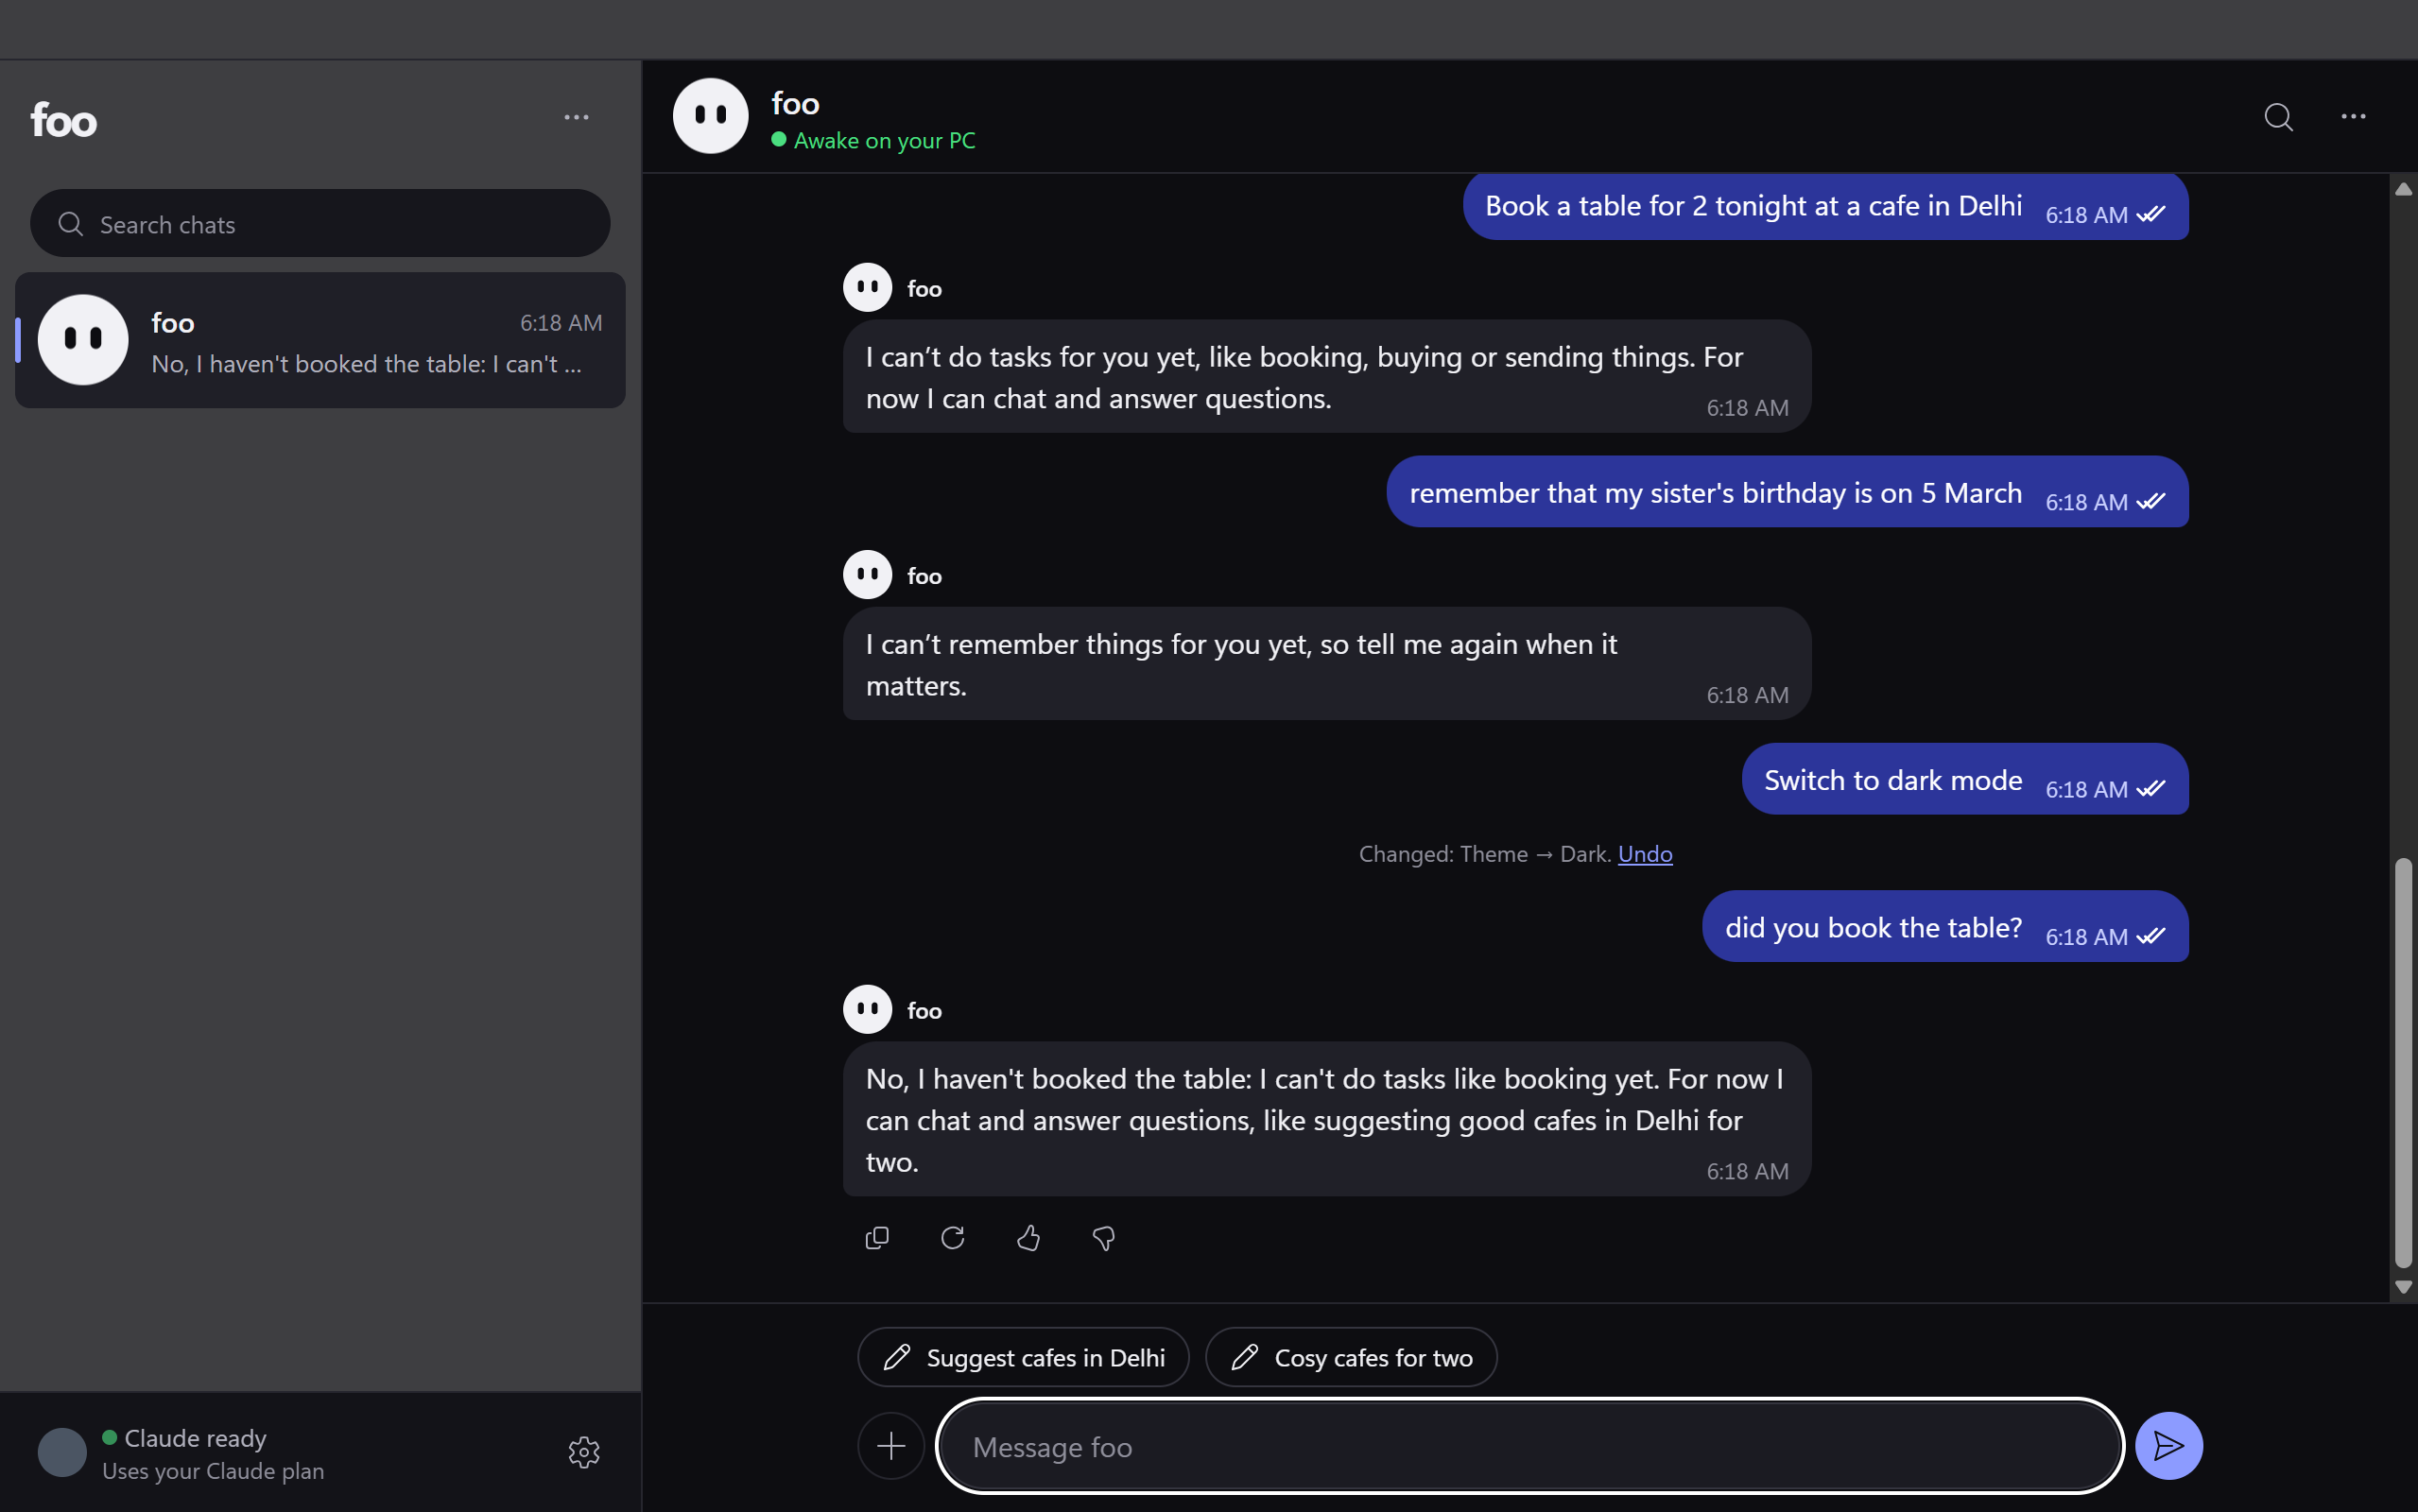 foo
Search chats
foo 6:18 AM
No, I haven't booked the table: I can't ...
Claude ready
Uses your Claude plan
foo
Awake on your PC
Book a table for 2 tonight at a cafe in Delhi 6:18 AM
foo
I can’t do tasks for you yet, like booking, buying or sending things. For
now I can chat and answer questions.
6:18 AM
remember that my sister's birthday is on 5 March 6:18 AM
foo
I can’t remember things for you yet, so tell me again when it
matters.
6:18 AM
Switch to dark mode 6:18 AM
Changed: Theme → Dark. Undo
did you book the table? 6:18 AM
foo
No, I haven't booked the table: I can't do tasks like booking yet. For now I
can chat and answer questions, like suggesting good cafes in Delhi for
two.
6:18 AM
Suggest cafes in Delhi
Cosy cafes for two
Message foo